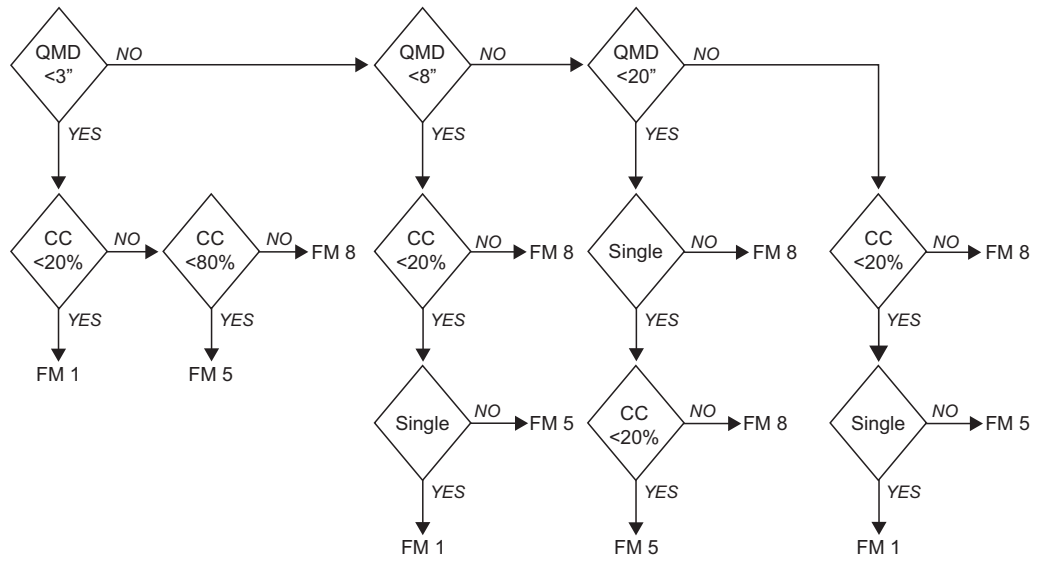 QMD
<3”
NO
QMD
<8”
NO
QMD
<20”
NO
YES
YES
YES
CC
<20%
NO
CC
<80%
NO
FM 8
CC
<20%
NO
FM 8
Single
NO
FM 8
CC
<20%
NO
FM 8
YES
YES
YES
YES
YES
FM 1
FM 5
Single
NO
FM 5
CC
<20%
NO
FM 8
Single
NO
FM 5
YES
YES
YES
FM 1
FM 5
FM 1